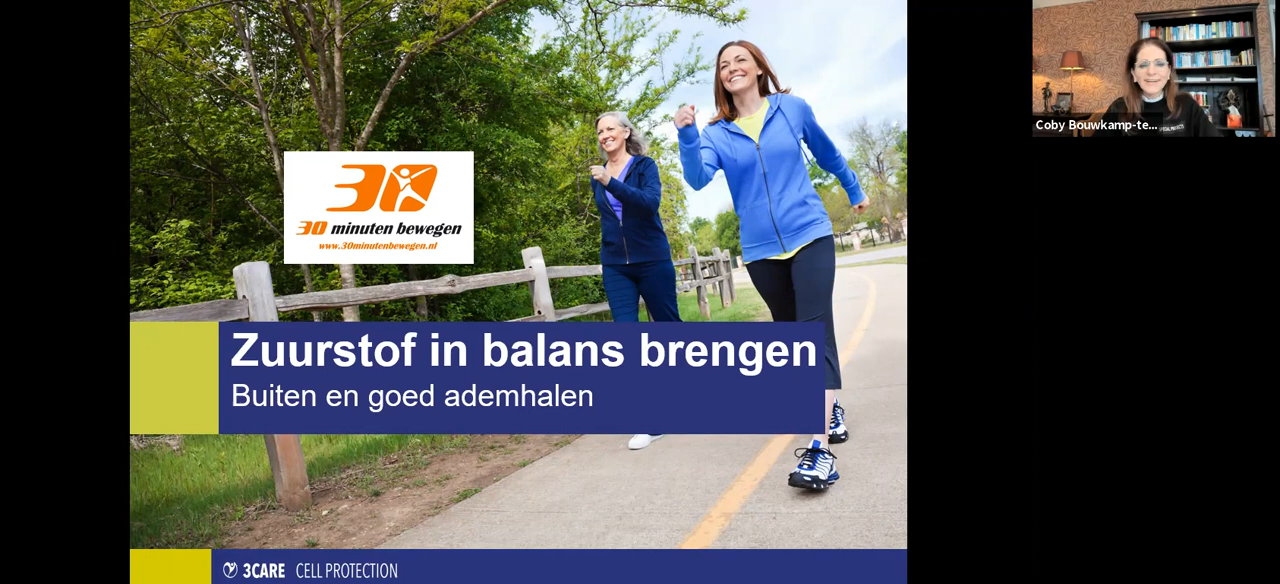 30
30 minuten bewegen
www.30minutenbewegen.nl
Zuurstof in balans brengen
Buiten en goed ademhalen
3CARE CELL PROTECTION
Coby Bouwkamp-te...